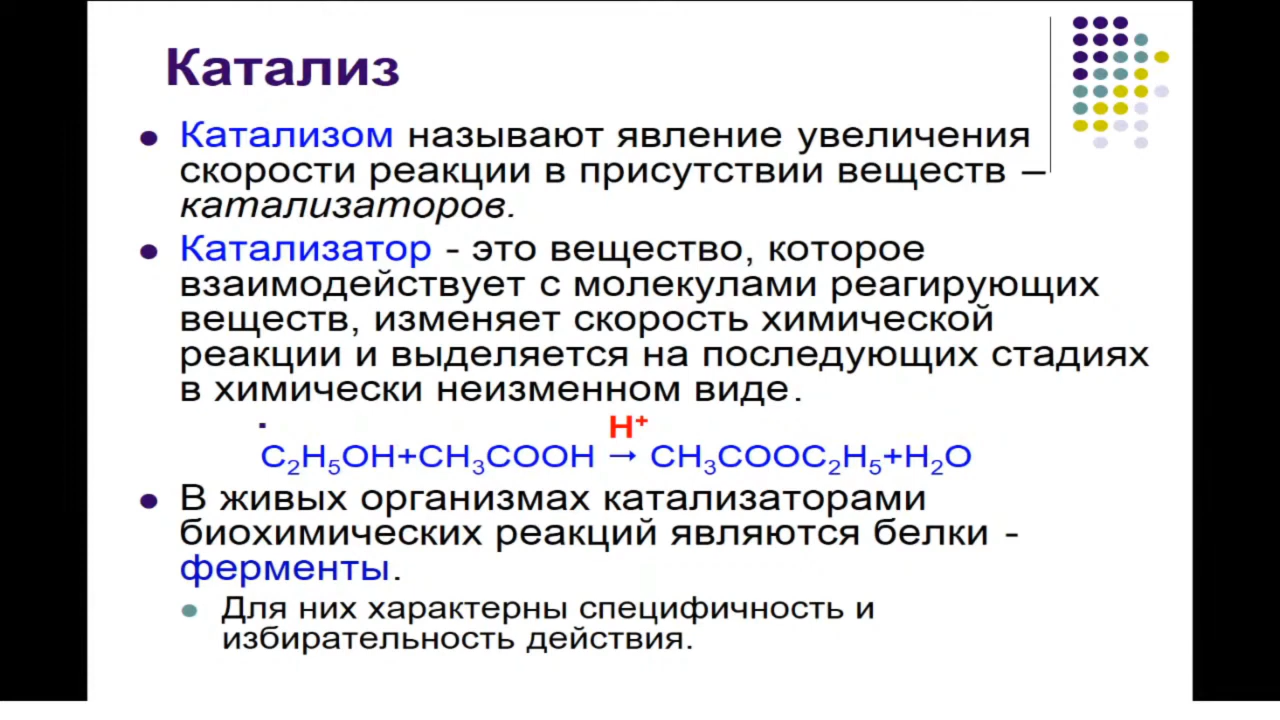 Катализ
Катализом называют явление увеличения
скорости реакции в присутствии веществ –
катализаторов.
Катализатор - это вещество, которое
взаимодействует с молекулами реагирующих
веществ, изменяет скорость химической
реакции и выделяется на последующих стадиях
в химически неизменном виде.
H⁺
C₂H₅OH+CH₃COOH → CH₃COOC₂H₅+H₂O
В живых организмах катализаторами
биохимических реакций являются белки -
ферменты.
Для них характерны специфичность и
избирательность действия.